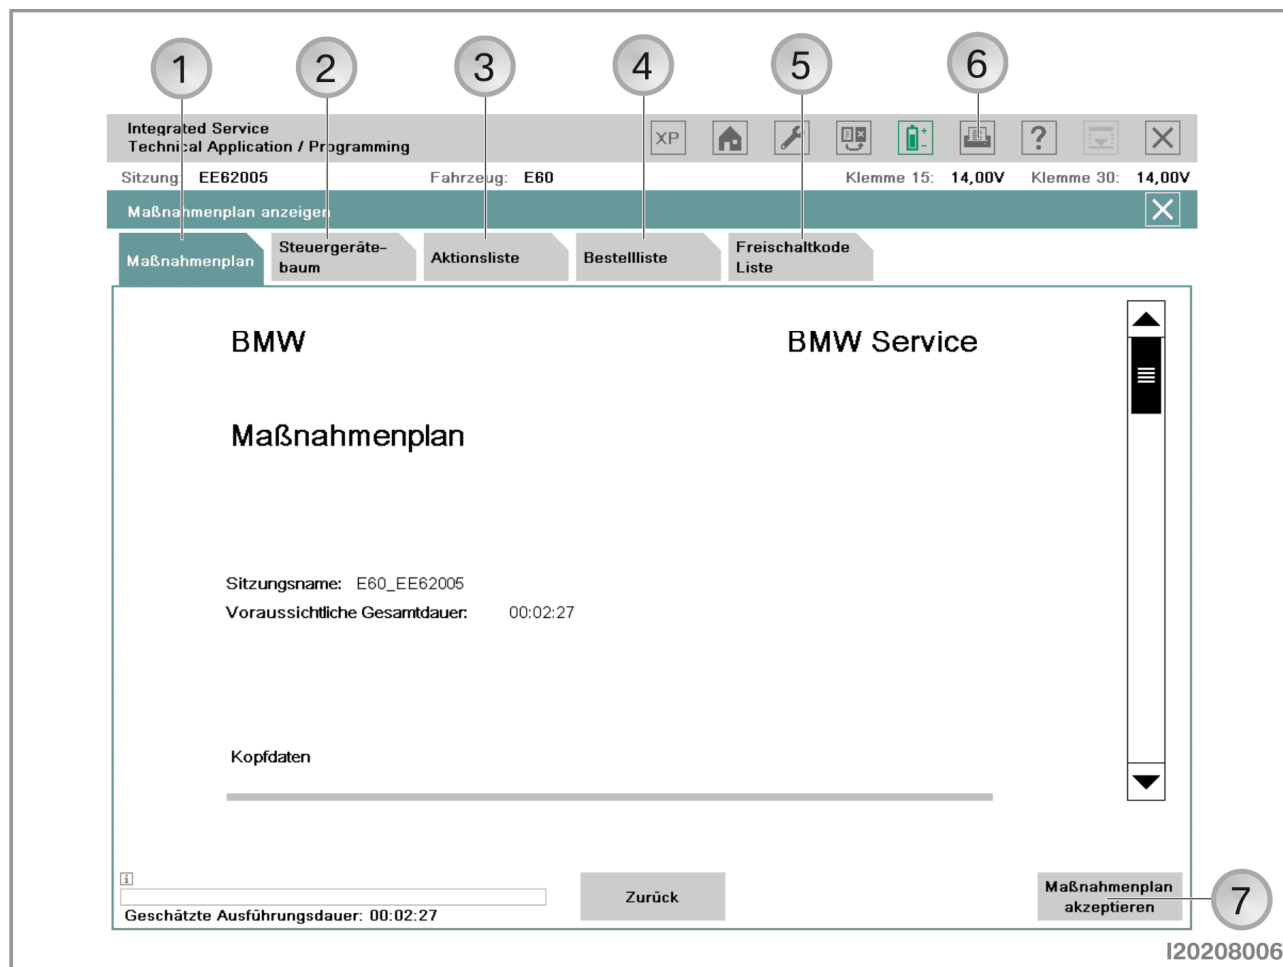 1 2 3 4 5 6
Integrated Service
Technical Application / Programming
XP
?
Sitzung: EE62005 Fahrzeug: E60 Klemme 15: 14,00V Klemme 30: 14,00V
Maßnahmenplan anzeigen
Maßnahmenplan
Steuergeräte-
baum
Aktionsliste
Bestellliste
Freischaltkode
Liste
BMW BMW Service
Maßnahmenplan
Sitzungsname: E60_EE62005
Voraussichtliche Gesamtdauer: 00:02:27
Kopfdaten
i
Geschätzte Ausführungsdauer: 00:02:27
Zurück
Maßnahmenplan
akzeptieren
7
I20208006